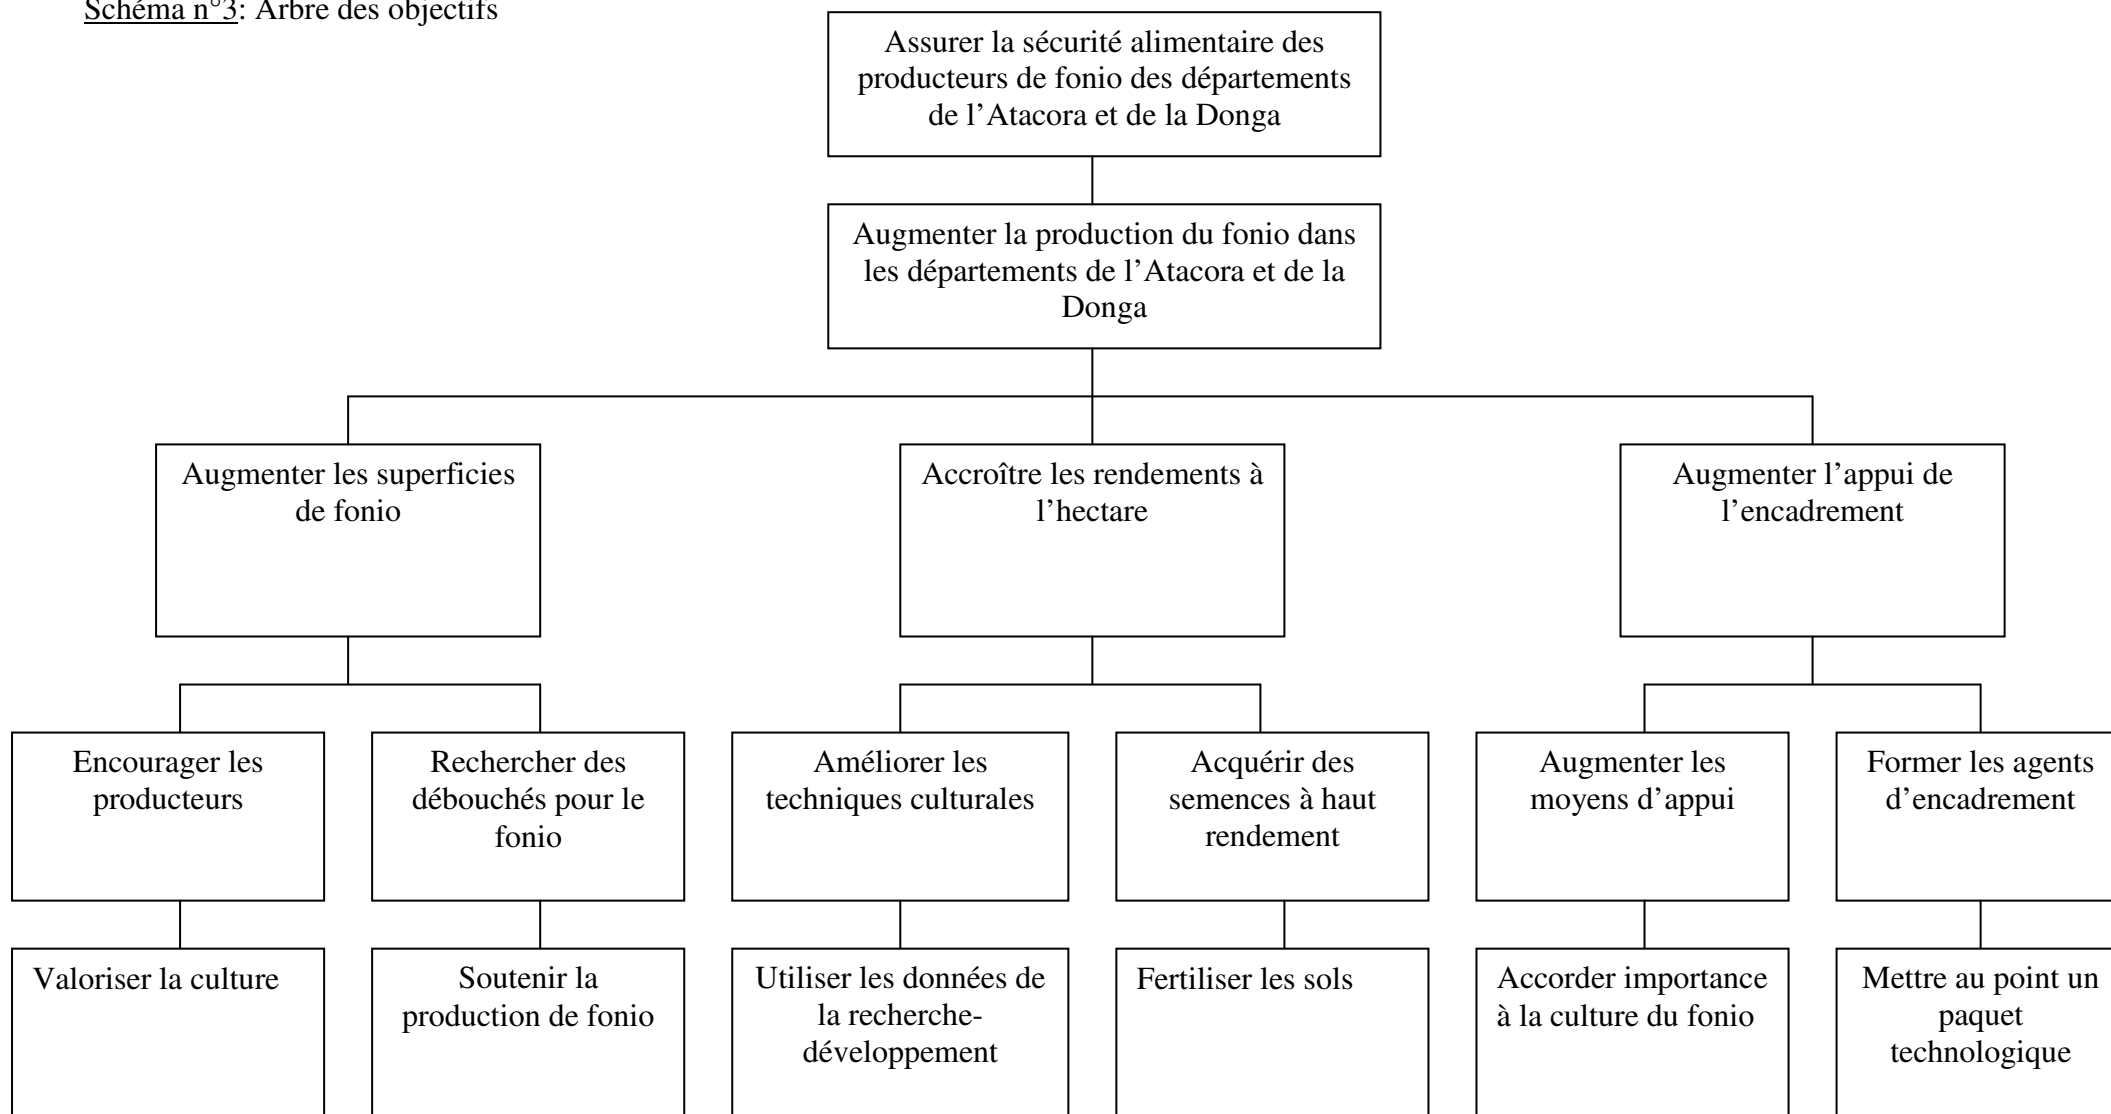 Schéma n°3: Arbre des objectifs
Assurer la sécurité alimentaire des
producteurs de fonio des départements
de l’Atacora et de la Donga
Augmenter la production du fonio dans
les départements de l’Atacora et de la
Donga
Augmenter les superficies
de fonio
Accroître les rendements à
l’hectare
Augmenter l’appui de
l’encadrement
Encourager les
producteurs
Rechercher des
débouchés pour le
fonio
Améliorer les
techniques culturales
Acquérir des
semences à haut
rendement
Augmenter les
moyens d’appui
Former les agents
d’encadrement
Valoriser la culture
Soutenir la
production de fonio
Utiliser les données de
la recherche-
développement
Fertiliser les sols
Accorder importance
à la culture du fonio
Mettre au point un
paquet
technologique